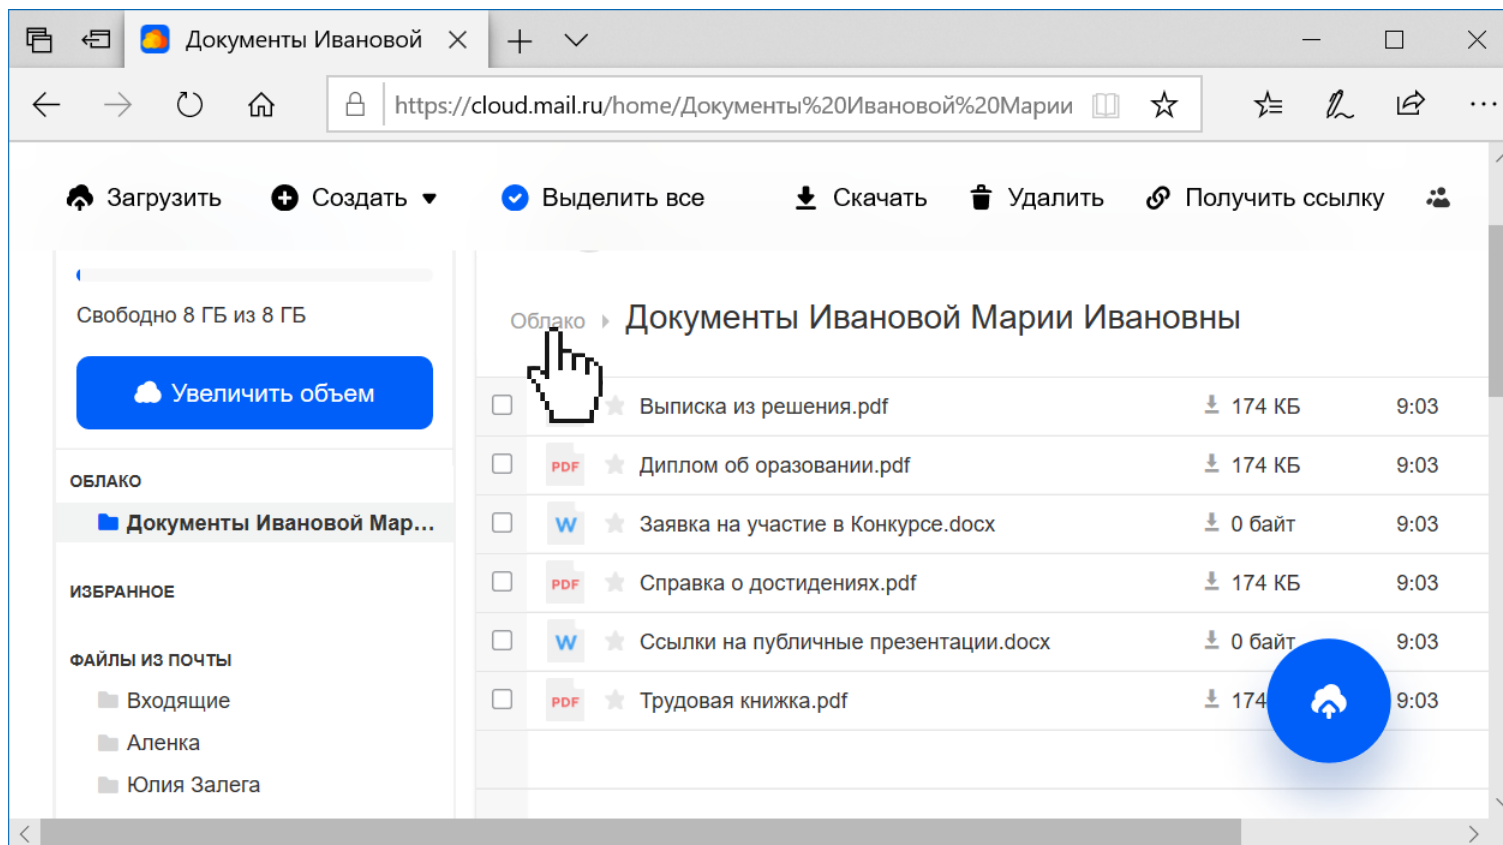 Документы Ивановой
https://cloud.mail.ru/home/Документы%20Ивановой%20Марии
Загрузить Создать Выделить все Скачать Удалить Получить ссылку
Свободно 8 ГБ из 8 ГБ
Увеличить объем
ОБЛАКО
Документы Ивановой Мар...
ИЗБРАННОЕ
ФАЙЛЫ ИЗ ПОЧТЫ
Входящие
Аленка
Юлия Залега
Облако Документы Ивановой Марии Ивановны
Выписка из решения.pdf 174 КБ 9:03
PDF Диплом об оразовании.pdf 174 КБ 9:03
W Заявка на участие в Конкурсе.docx 0 байт 9:03
PDF Справка о достидениях.pdf 174 КБ 9:03
W Ссылки на публичные презентации.docx 0 байт 9:03
PDF Трудовая книжка.pdf 174 9:03